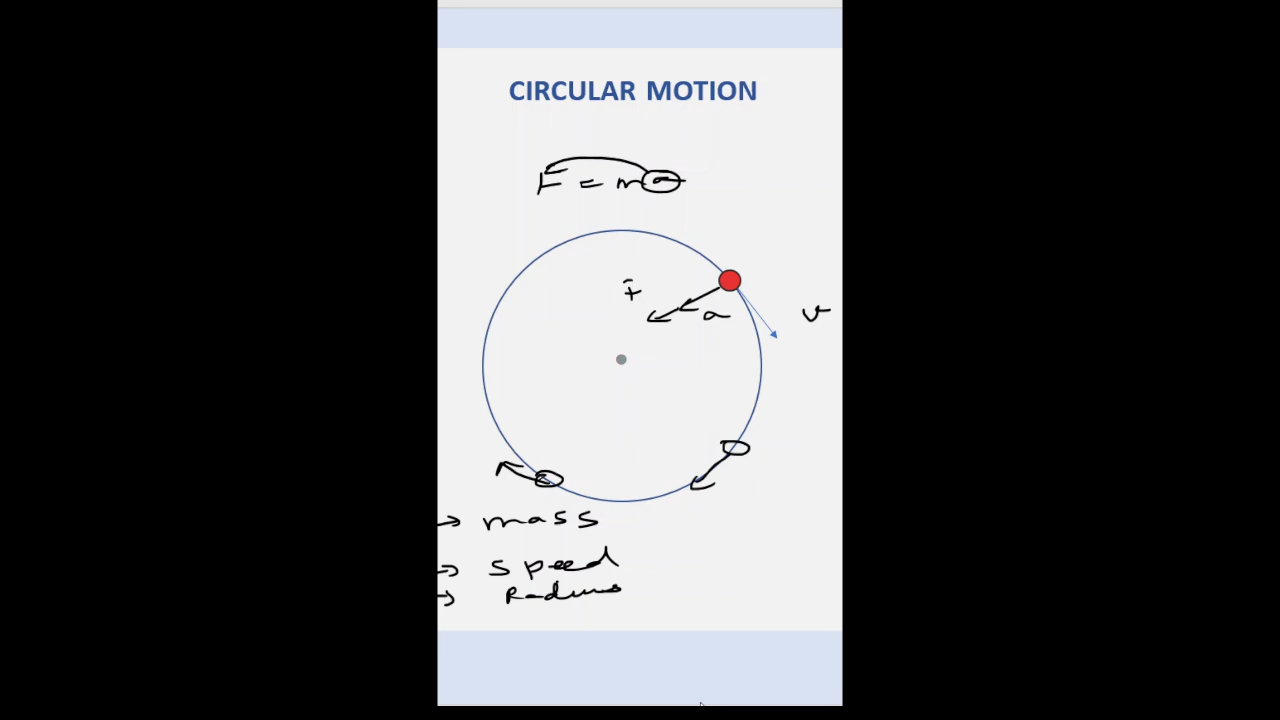 CIRCULAR MOTION
F = ma
F
a
v
→ mass
→ speed
→ Radius